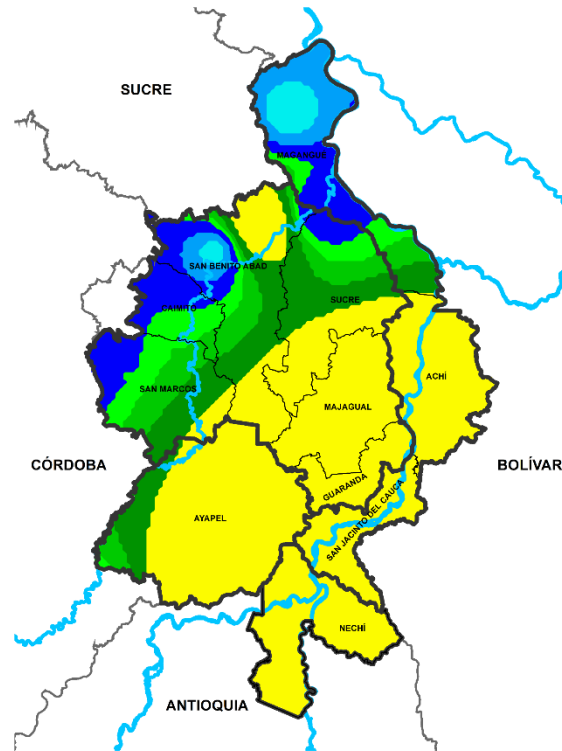 SUCRE
MAGANGUÉ
SAN BENITO ABAD
CAIMITO
SUCRE
SAN MARCOS
ACHÍ
MAJAGUAL
CÓRDOBA
BOLÍVAR
GUARANDA
AYAPEL
SAN JACINTO DEL CAUCA
NECHÍ
ANTIOQUIA